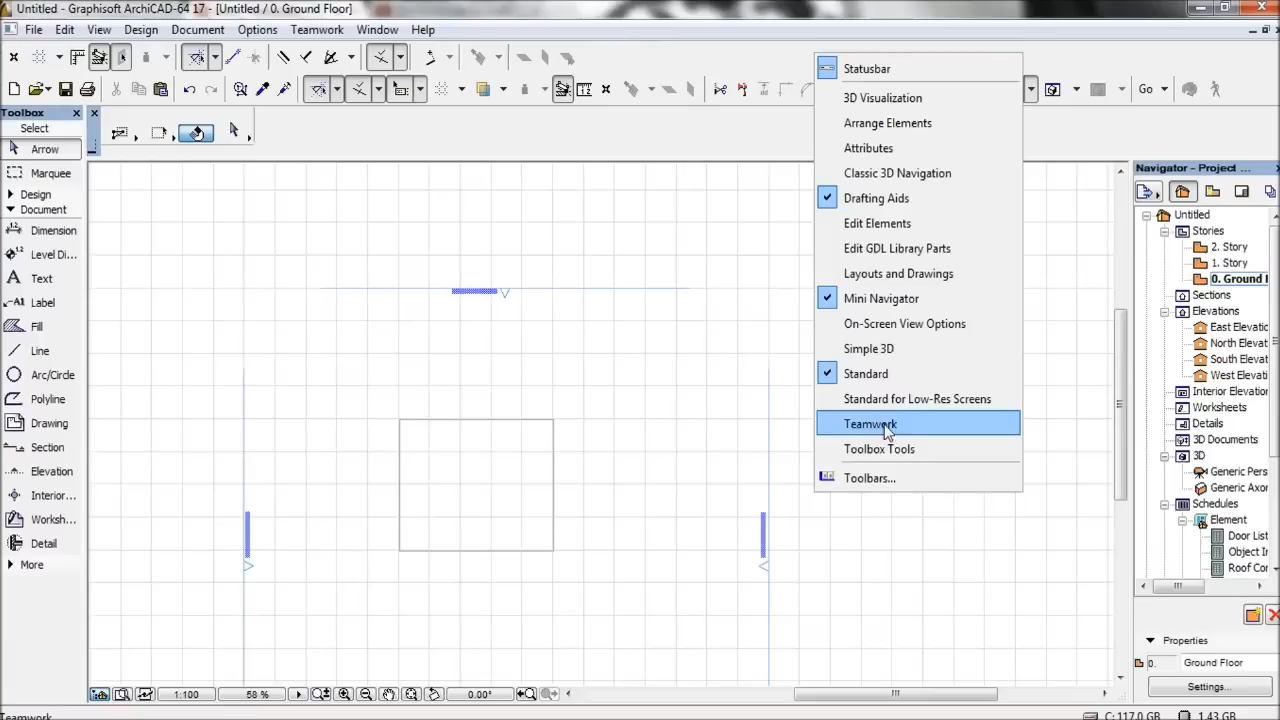 Untitled - Graphisoft ArchiCAD-64 17 - [Untitled / 0. Ground Floor]
File Edit View Design Document Options Teamwork Window Help
Go
Toolbox
Select
Arrow
Marquee
Design
Document
Dimension
Level Di...
Text
Label
Fill
Line
Arc/Circle
Polyline
Drawing
Section
Elevation
Interior...
Worksh...
Detail
More
Statusbar
3D Visualization
Arrange Elements
Attributes
Classic 3D Navigation
Drafting Aids
Edit Elements
Edit GDL Library Parts
Layouts and Drawings
Mini Navigator
On-Screen View Options
Simple 3D
Standard
Standard for Low-Res Screens
Teamwork
Toolbox Tools
Toolbars...
Navigator - Project ...
Untitled
Stories
2. Story
1. Story
0. Ground F
Sections
Elevations
East Elevatio
North Elevat
South Elevat
West Elevatio
Interior Elevation
Worksheets
Details
3D Documents
3D
Generic Pers
Generic Axor
Schedules
Element
Door List
Object In
Roof Cor
Properties
0. Ground Floor
Settings...
1:100 58 % 0.00°
Teamwork
C: 117.0 GB 1.43 GB